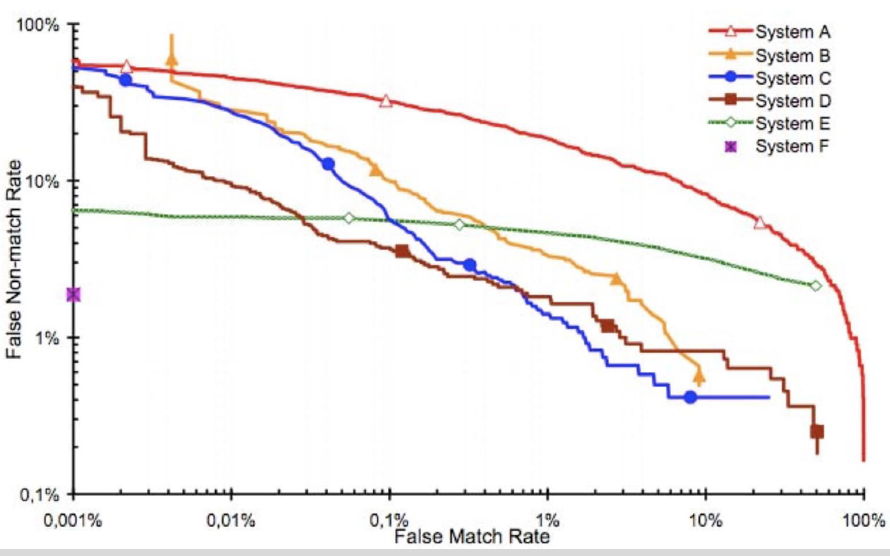 100%
10%
1%
0,1%
False Non-match Rate
System A
System B
System C
System D
System E
System F
0,001% 0,01% 0,1% 1% 10% 100%
False Match Rate